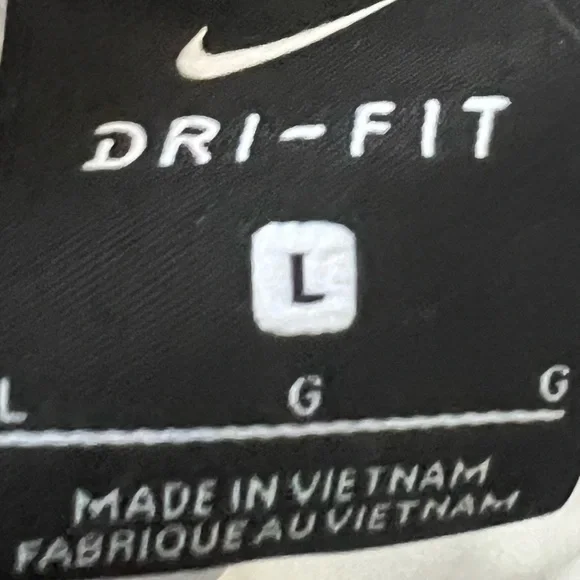 DRI-FIT
L
L G G
MADE IN VIETNAM
FABRIQUE AU VIETNAM